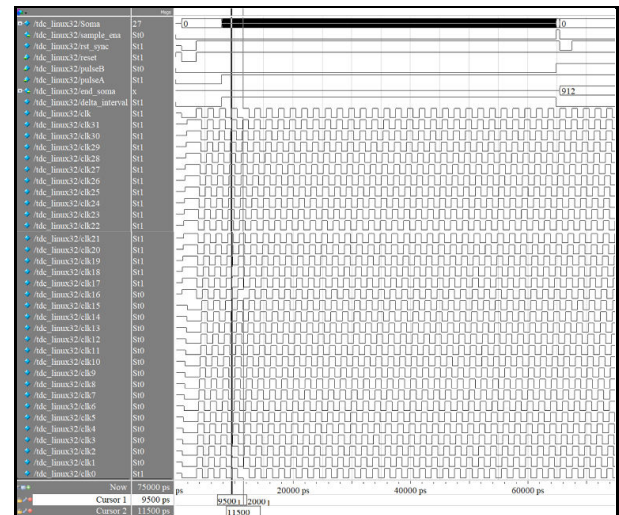 Msgs
/tdc_linux32/Soma 27 0 0
/tdc_linux32/sample_ena St0
/tdc_linux32/rst_sync St1
/tdc_linux32/reset St1
/tdc_linux32/pulseB St0
/tdc_linux32/pulseA St1
/tdc_linux32/end_soma x 912
/tdc_linux32/delta_interval St1
/tdc_linux32/clk St1
/tdc_linux32/clk31 St1
/tdc_linux32/clk30 St1
/tdc_linux32/clk29 St1
/tdc_linux32/clk28 St1
/tdc_linux32/clk27 St1
/tdc_linux32/clk26 St1
/tdc_linux32/clk25 St1
/tdc_linux32/clk24 St1
/tdc_linux32/clk23 St1
/tdc_linux32/clk22 St1
/tdc_linux32/clk21 St1
/tdc_linux32/clk20 St1
/tdc_linux32/clk19 St1
/tdc_linux32/clk18 St1
/tdc_linux32/clk17 St1
/tdc_linux32/clk16 St0
/tdc_linux32/clk15 St0
/tdc_linux32/clk14 St0
/tdc_linux32/clk13 St0
/tdc_linux32/clk12 St0
/tdc_linux32/clk11 St0
/tdc_linux32/clk10 St0
/tdc_linux32/clk9 St0
/tdc_linux32/clk8 St0
/tdc_linux32/clk7 St0
/tdc_linux32/clk6 St0
/tdc_linux32/clk5 St0
/tdc_linux32/clk4 St0
/tdc_linux32/clk3 St0
/tdc_linux32/clk2 St0
/tdc_linux32/clk1 St0
/tdc_linux32/clk0 St1
Now 75000 ps ps 20000 ps 40000 ps 60000 ps
Cursor 1 9500 ps 9500 2000
Cursor 2 11500 ps 11500